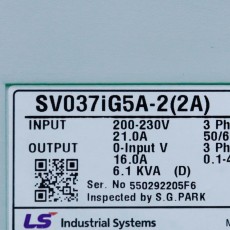 SV037iG5A-2(2A)
INPUT 200-230V 3 Ph
21.0A 50/6
OUTPUT 0-Input V 3 Ph
16.0A 0.1-4
6.1 KVA (D)
Ser. No 550292205F6
Inspected by S.G.PARK
LS Industrial Systems M